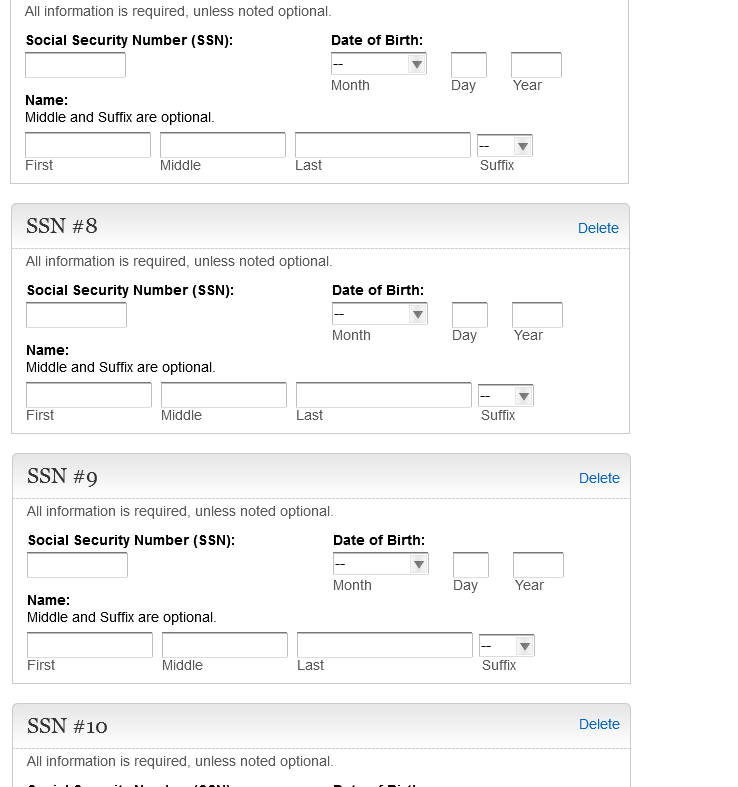 All information is required, unless noted optional.
Social Security Number (SSN): Date of Birth:
--
Month Day Year
Name:
Middle and Suffix are optional.
--
First Middle Last Suffix
SSN #8 Delete
All information is required, unless noted optional.
Social Security Number (SSN): Date of Birth:
--
Month Day Year
Name:
Middle and Suffix are optional.
--
First Middle Last Suffix
SSN #9 Delete
All information is required, unless noted optional.
Social Security Number (SSN): Date of Birth:
--
Month Day Year
Name:
Middle and Suffix are optional.
--
First Middle Last Suffix
SSN #10 Delete
All information is required, unless noted optional.